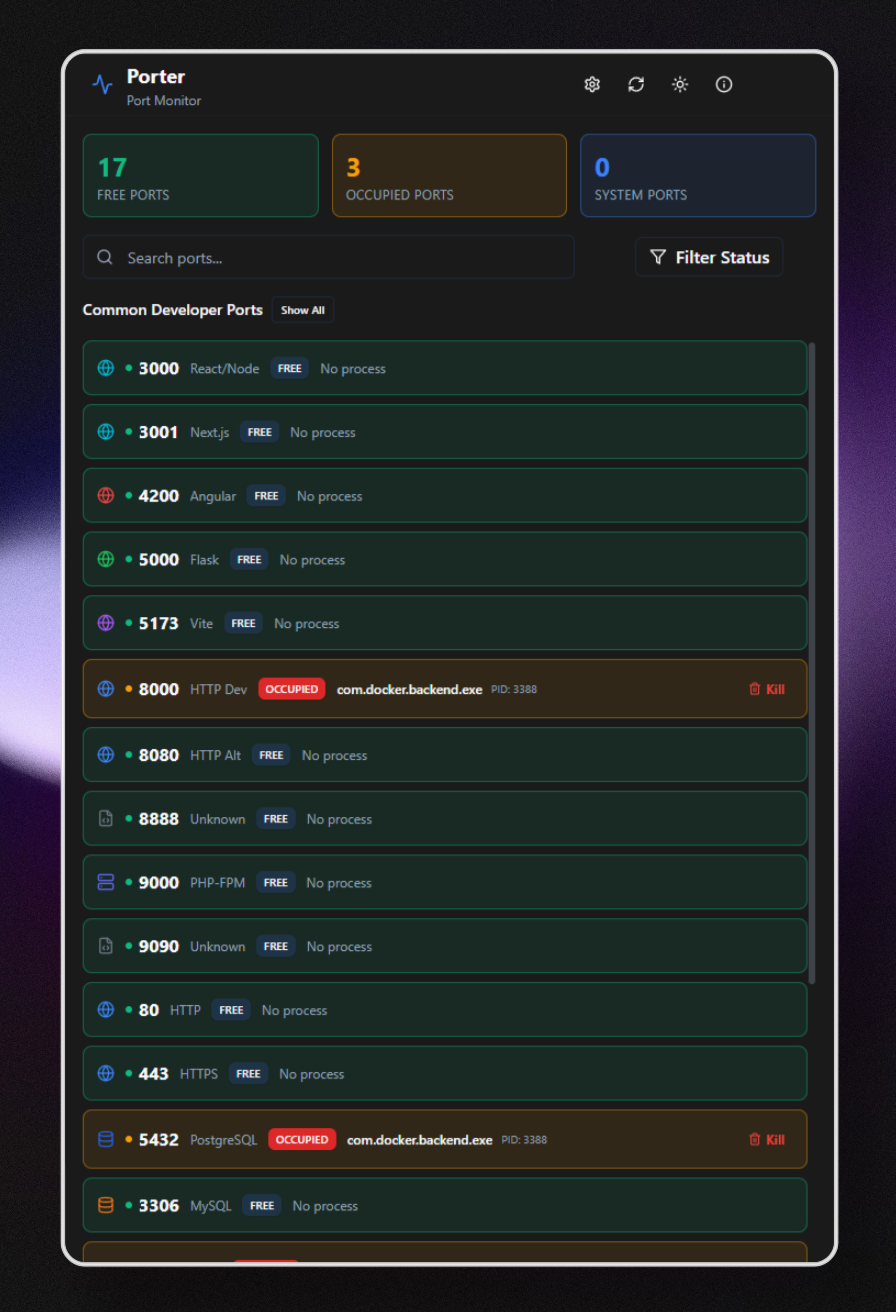 Porter
Port Monitor
17
FREE PORTS
3
OCCUPIED PORTS
0
SYSTEM PORTS
Search ports...
Filter Status
Common Developer Ports Show All
3000 React/Node FREE No process
3001 Next.js FREE No process
4200 Angular FREE No process
5000 Flask FREE No process
5173 Vite FREE No process
8000 HTTP Dev OCCUPIED com.docker.backend.exe PID: 3388 Kill
8080 HTTP Alt FREE No process
8888 Unknown FREE No process
9000 PHP-FPM FREE No process
9090 Unknown FREE No process
80 HTTP FREE No process
443 HTTPS FREE No process
5432 PostgreSQL OCCUPIED com.docker.backend.exe PID: 3388 Kill
3306 MySQL FREE No process